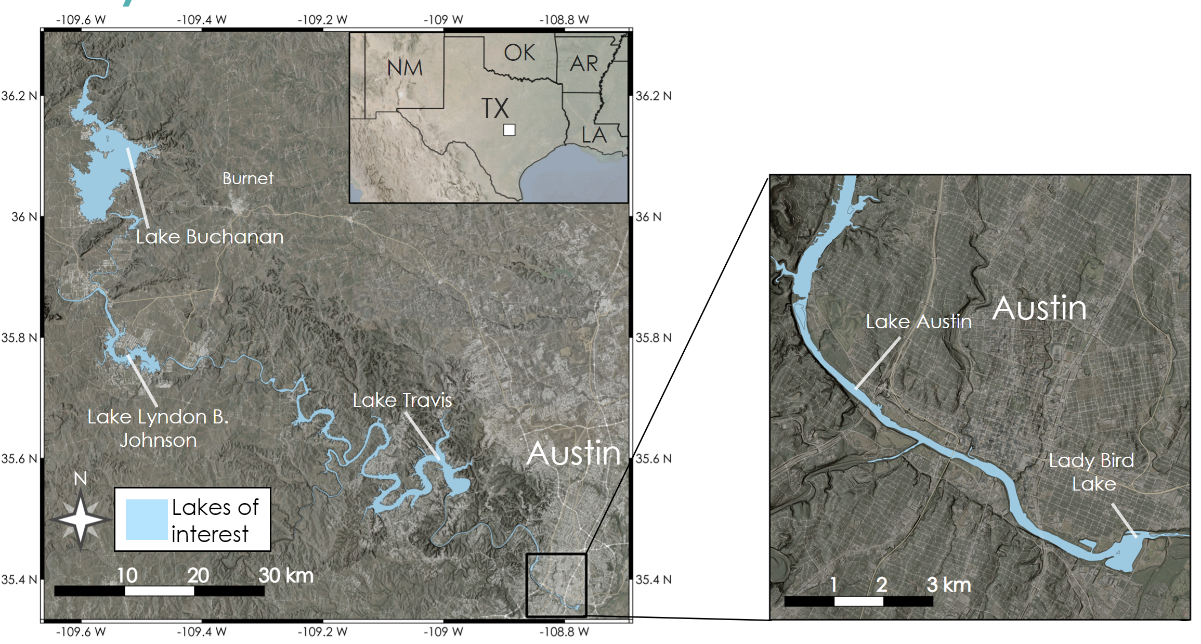 -109.6 W
-109.4 W
-109.2 W
-109 W
-108.8 W
36.2 N
36.2 N
NM
OK
AR
TX
LA
Burnet
36 N
36 N
Lake Buchanan
35.8 N
35.8 N
Lake Lyndon B.
Johnson
Lake Travis
Austin
35.6 N
35.6 N
N
Lakes of
interest
10 20 30 km
35.4 N
35.4 N
-109.6 W
-109.4 W
-109.2 W
-109 W
-108.8 W
Lake Austin
Austin
Lady Bird
Lake
1 2 3 km